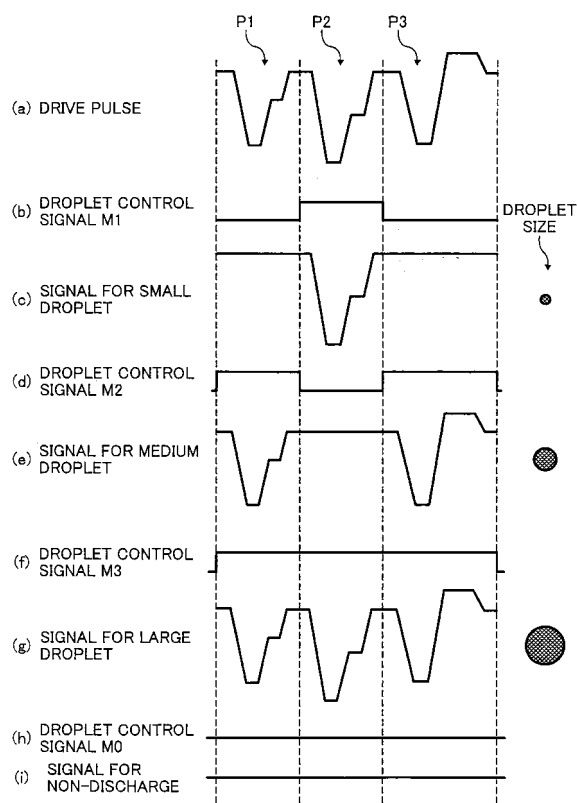 P1
P2
P3
(a) DRIVE PULSE
(b) DROPLET CONTROL
SIGNAL M1
DROPLET
SIZE
(c) SIGNAL FOR SMALL
DROPLET
(d) DROPLET CONTROL
SIGNAL M2
(e) SIGNAL FOR MEDIUM
DROPLET
(f) DROPLET CONTROL
SIGNAL M3
(g) SIGNAL FOR LARGE
DROPLET
(h) DROPLET CONTROL
SIGNAL M0
(i) SIGNAL FOR
NON-DISCHARGE